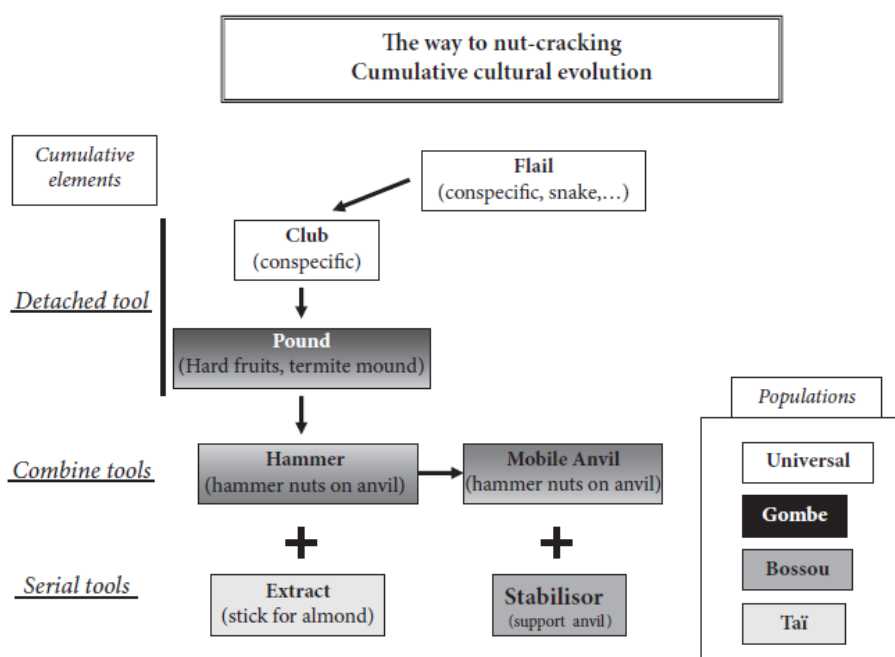 The way to nut-cracking
Cumulative cultural evolution
Cumulative
elements
Flail
(conspecific, snake,...)
Club
(conspecific)
Detached tool
Pound
(Hard fruits, termite mound)
Populations
Combine tools
Hammer
(hammer nuts on anvil)
Mobile Anvil
(hammer nuts on anvil)
Universal
Gombe
Serial tools
Extract
(stick for almond)
Stabilisor
(support anvil)
Bossou
Taï